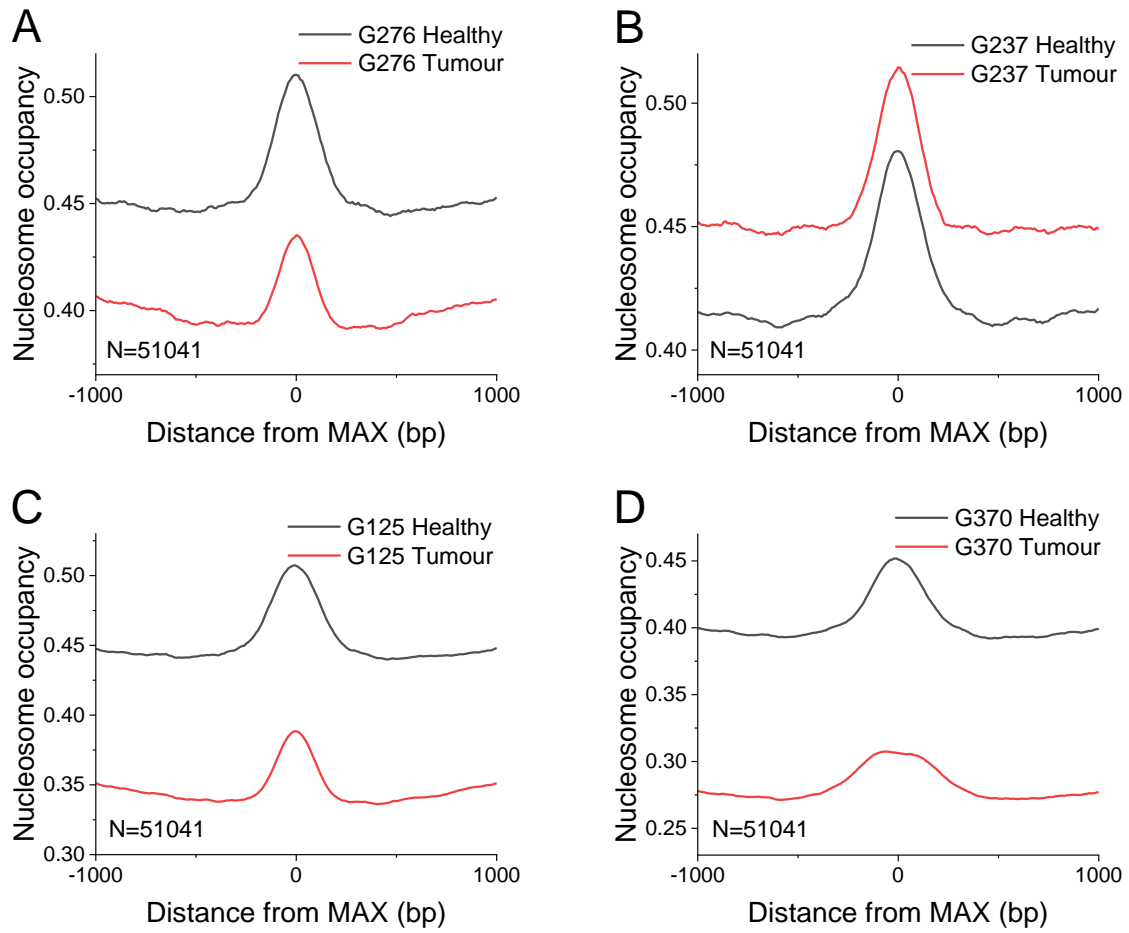 A
G276 Healthy
G276 Tumour
Nucleosome occupancy
0.50
0.45
0.40
N=51041
-1000
0
1000
Distance from MAX (bp)
B
G237 Healthy
G237 Tumour
Nucleosome occupancy
0.50
0.45
0.40
N=51041
-1000
0
1000
Distance from MAX (bp)
C
G125 Healthy
G125 Tumour
Nucleosome occupancy
0.50
0.45
0.40
0.35
0.30
N=51041
-1000
0
1000
Distance from MAX (bp)
D
G370 Healthy
G370 Tumour
Nucleosome occupancy
0.45
0.40
0.35
0.30
0.25
N=51041
-1000
0
1000
Distance from MAX (bp)